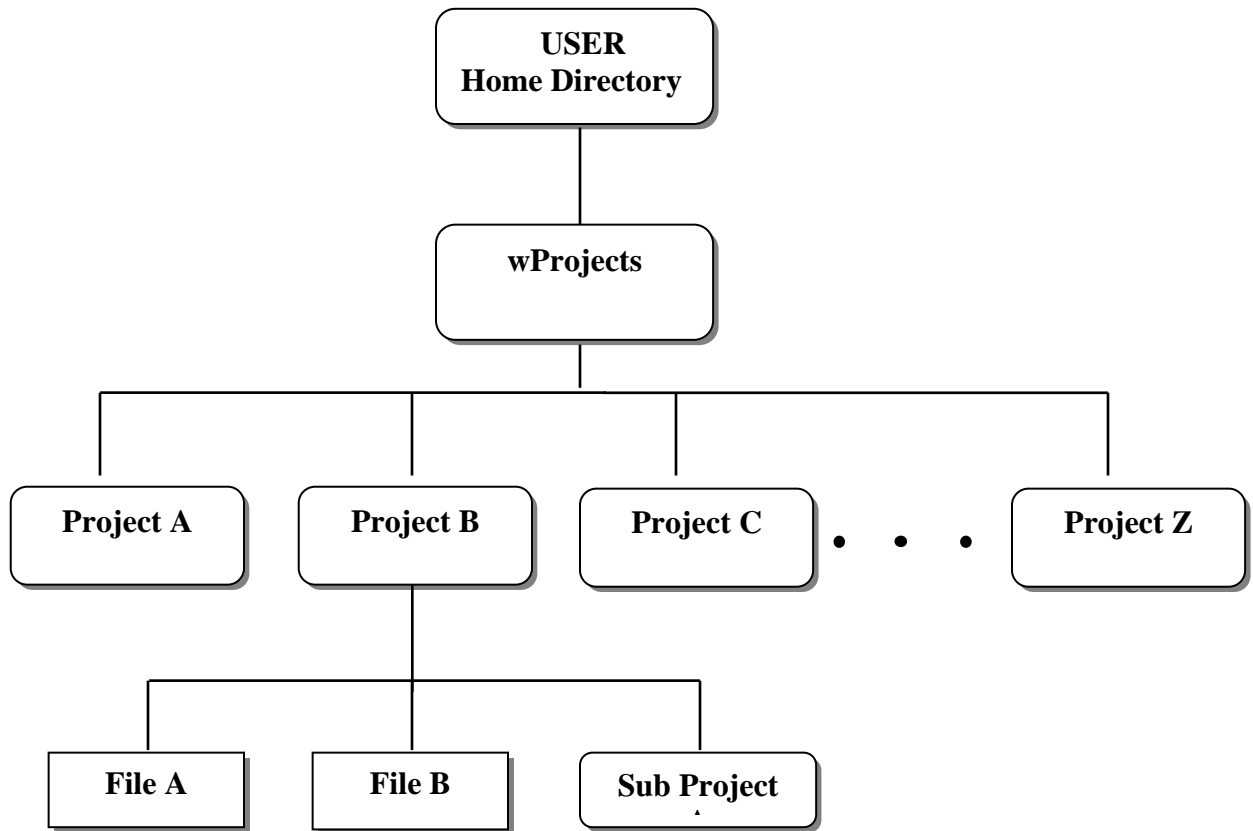 USER
Home Directory
wProjects
Project A
Project B
Project C
• • •
Project Z
File A
File B
Sub Project